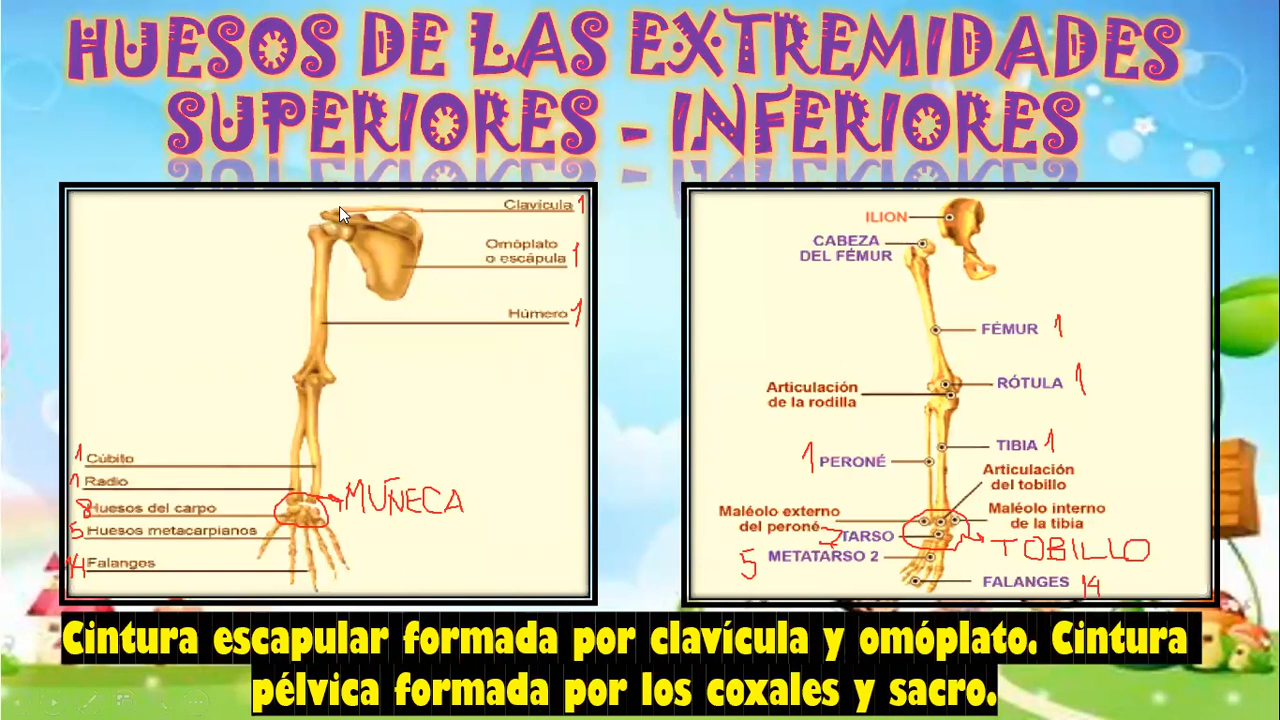 HUESOS DE LAS EXTREMIDADES
SUPERIORES - INFERIORES
Clavícula 1
Omóplato
o escápula 1
Húmero 1
1 Cúbito
1 Radio
8 Huesos del carpo
MUÑECA
5 Huesos metacarpianos
14 Falanges
ILION
CABEZA
DEL FÉMUR
FÉMUR 1
RÓTULA 1
Articulación
de la rodilla
TIBIA 1
1 PERONÉ
Articulación
del tobillo
Maléolo externo
del peroné
Maléolo interno
de la tibia
7 TARSO
TOBILLO
5 METATARSO 2
FALANGES 14
Cintura escapular formada por clavícula y omóplato. Cintura
pélvica formada por los coxales y sacro.